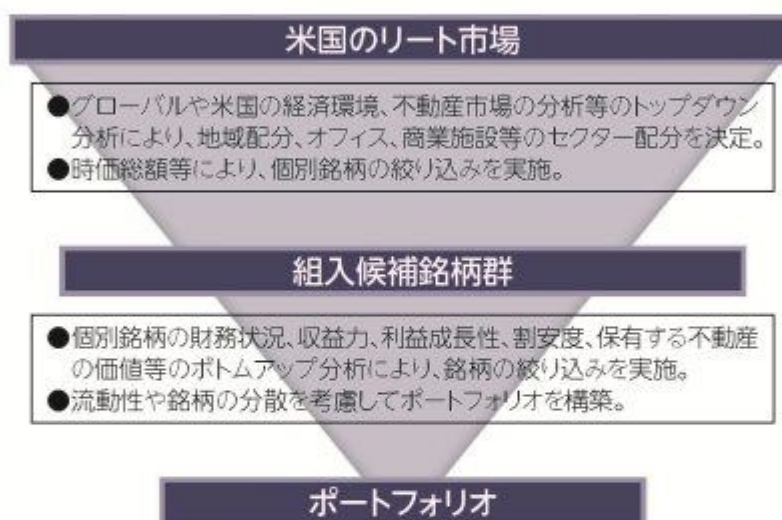 米国のリート市場
●グローバルや米国の経済環境、不動産市場の分析等のトップダウン
分析により、地域配分、オフィス、商業施設等のセクター配分を決定。
●時価総額等により、個別銘柄の絞り込みを実施。
組入候補銘柄群
●個別銘柄の財務状況、収益力、利益成長性、割安度、保有する不動産
の価値等のボトムアップ分析により、銘柄の絞り込みを実施。
●流動性や銘柄の分散を考慮してポートフォリオを構築。
ポートフォリオ